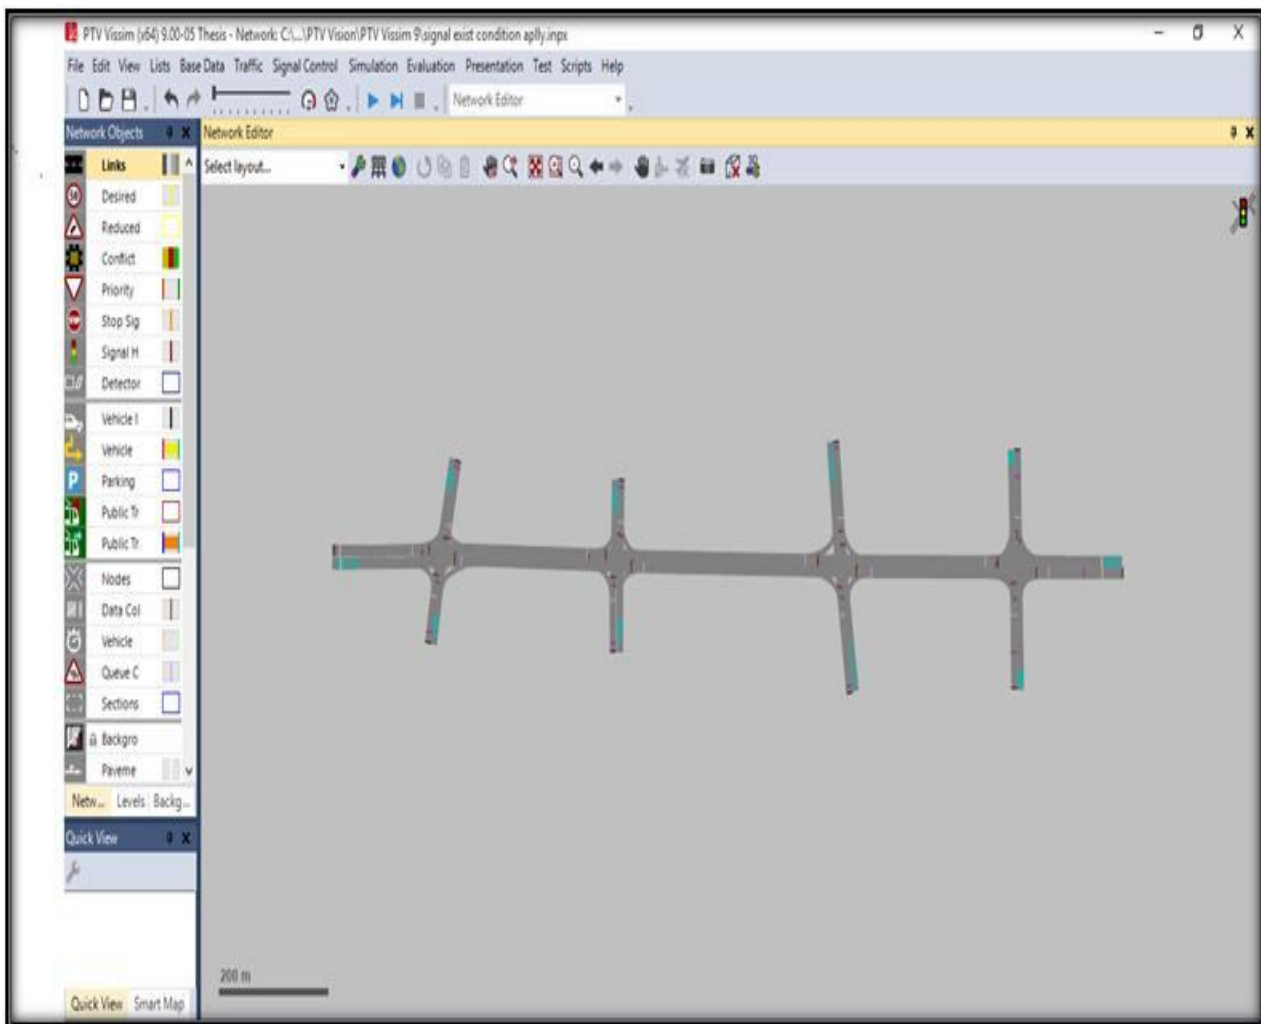 PTV Vissim (x64) 9.00-05 Thesis - Network: C:\...\PTV Vision\PTV Vissim 9\signal exist condition aplly.inpx
File Edit View Lists Base Data Traffic Signal Control Simulation Evaluation Presentation Test Scripts Help
Network Editor
Network Objects
Network Editor
Select layout...
Links
50
Desired
Reduced
Conflict
Priority
Stop Sig
Signal H
Detector
Vehicle I
Vehicle
P Parking
Public Tr
Public Tr
Nodes
Data Col
Vehicle
Queue C
Sections
Backgro
Paveme
Netw... Levels Backg...
Quick View
200 m
Quick View Smart Map